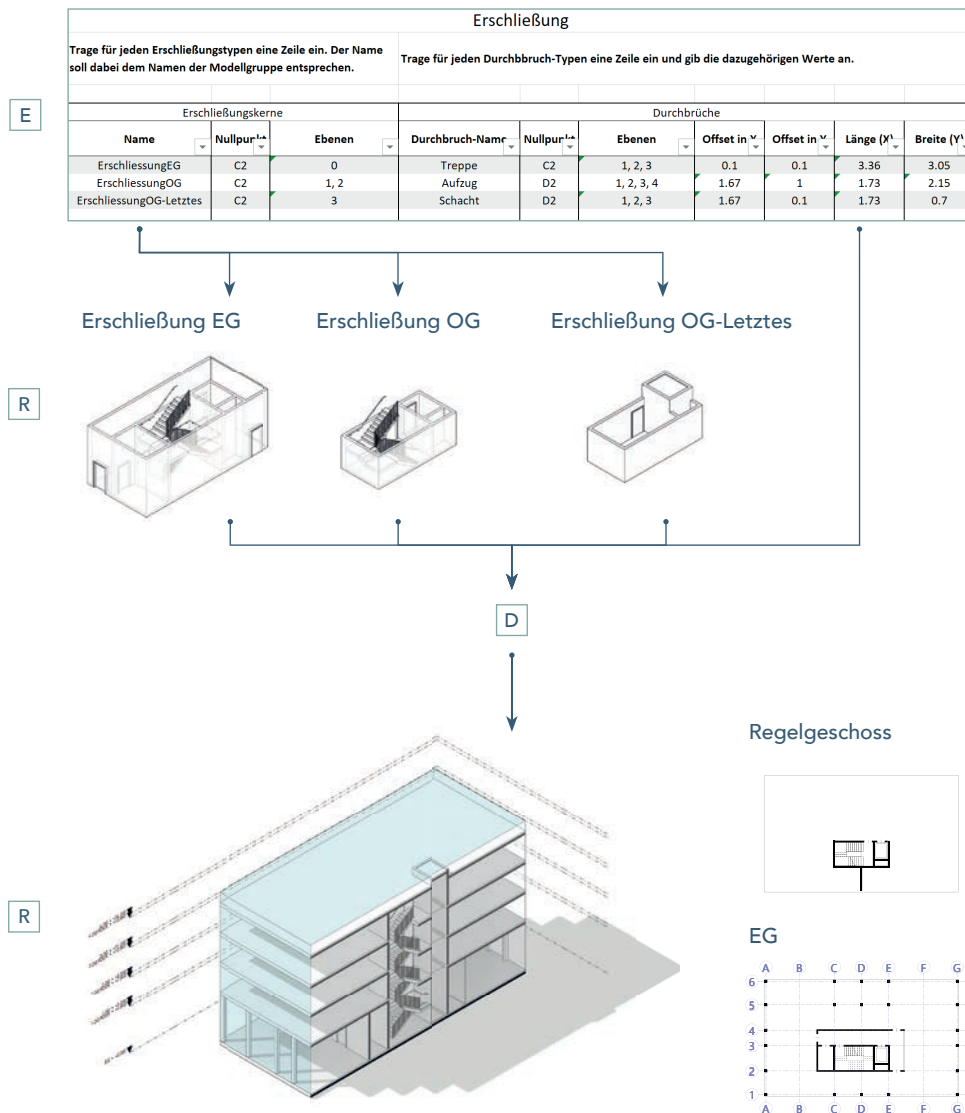 Erschließung
Trage für jeden Erschließungstypen eine Zeile ein. Der Name
soll dabei dem Namen der Modellgruppe entsprechen.
Trage für jeden Durchbbruch-Typen eine Zeile ein und gib die dazugehörigen Werte an.
E
Erschließungskerne Durchbrüche
Name Nullpunkt Ebenen Durchbruch-Name Nullpunkt Ebenen Offset in X Offset in Y Länge (X) Breite (Y)
ErschliessungEG C2 0 Treppe C2 1, 2, 3 0.1 0.1 3.36 3.05
ErschliessungOG C2 1, 2 Aufzug D2 1, 2, 3, 4 1.67 1 1.73 2.15
ErschliessungOG-Letztes C2 3 Schacht D2 1, 2, 3 1.67 0.1 1.73 0.7
Erschließung EG Erschließung OG Erschließung OG-Letztes
R
D
Regelgeschoss
R
EG
A B C D E F G
6
5
4
3
2
1
A B C D E F G